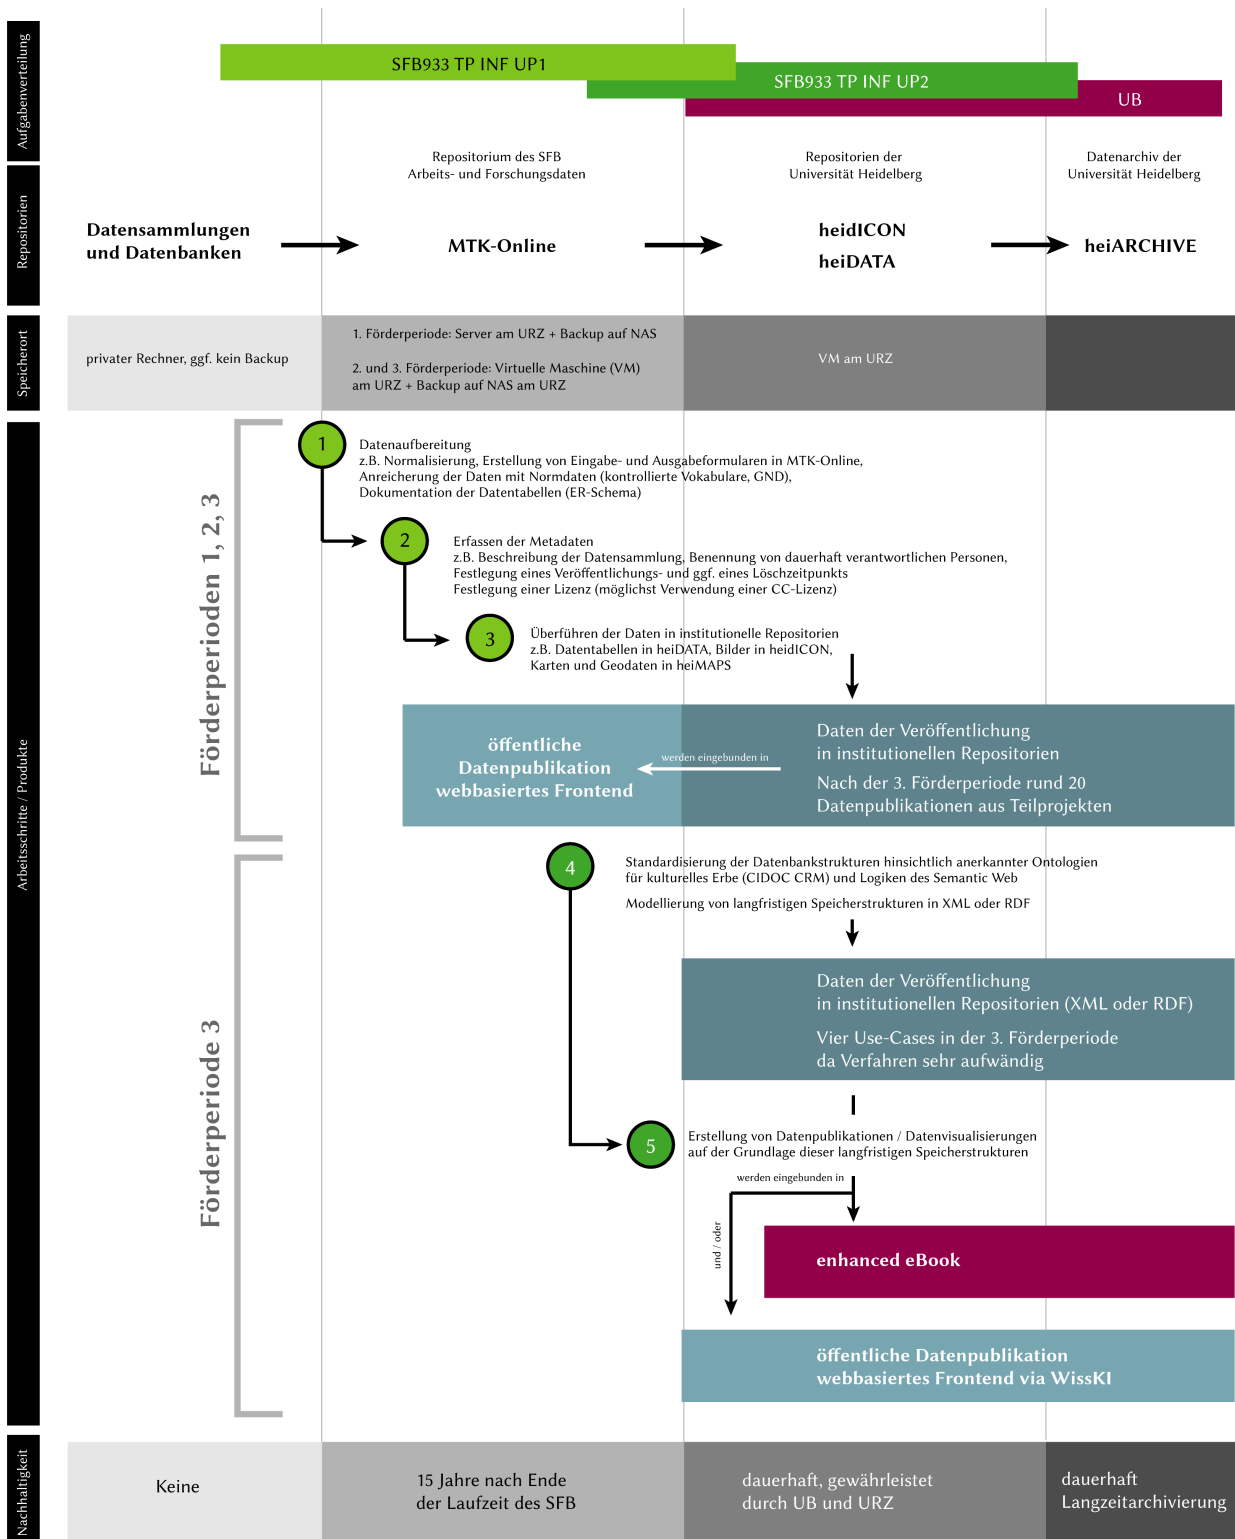 Aufgabenverteilung
SFB933 TP INF UP1
SFB933 TP INF UP2
UB
Repositorien
Repositorium des SFB
Arbeits- und Forschungsdaten
Repositorien der
Universität Heidelberg
Datenarchiv der
Universität Heidelberg
Datensammlungen
und Datenbanken
MTK-Online
heidICON
heiDATA
heiARCHIVE
Speicherort
privater Rechner, ggf. kein Backup
1. Förderperiode: Server am URZ + Backup auf NAS
2. und 3. Förderperiode: Virtuelle Maschine (VM)
am URZ + Backup auf NAS am URZ
VM am URZ
Arbeitsschritte / Produkte
Förderperioden 1, 2, 3
1
Datenaufbereitung
z.B. Normalisierung, Erstellung von Eingabe- und Ausgabeformularen in MTK-Online,
Anreicherung der Daten mit Normdaten (kontrollierte Vokabulare, GND),
Dokumentation der Datentabellen (ER-Schema)
2
Erfassen der Metadaten
z.B. Beschreibung der Datensammlung, Benennung von dauerhaft verantwortlichen Personen,
Festlegung eines Veröffentlichungs- und ggf. eines Löschzeitpunkts
Festlegung einer Lizenz (möglichst Verwendung einer CC-Lizenz)
3
Überführen der Daten in institutionelle Repositorien
z.B. Datentabellen in heiDATA, Bilder in heidICON,
Karten und Geodaten in heiMAPS
öffentliche
Datenpublikation
webbasiertes Frontend
werden eingebunden in
Daten der Veröffentlichung
in institutionellen Repositorien
Nach der 3. Förderperiode rund 20
Datenpublikationen aus Teilprojekten
Förderperiode 3
4
Standardisierung der Datenbankstrukturen hinsichtlich anerkannter Ontologien
für kulturelles Erbe (CIDOC CRM) und Logiken des Semantic Web
Modellierung von langfristigen Speicherstrukturen in XML oder RDF
Daten der Veröffentlichung
in institutionellen Repositorien (XML oder RDF)
Vier Use-Cases in der 3. Förderperiode
da Verfahren sehr aufwändig
5
Erstellung von Datenpublikationen / Datenvisualisierungen
auf der Grundlage dieser langfristigen Speicherstrukturen
werden eingebunden in
und / oder
enhanced eBook
öffentliche Datenpublikation
webbasiertes Frontend via WissKI
Nachhaltigkeit
Keine
15 Jahre nach Ende
der Laufzeit des SFB
dauerhaft, gewährleistet
durch UB und URZ
dauerhaft
Langzeitarchivierung